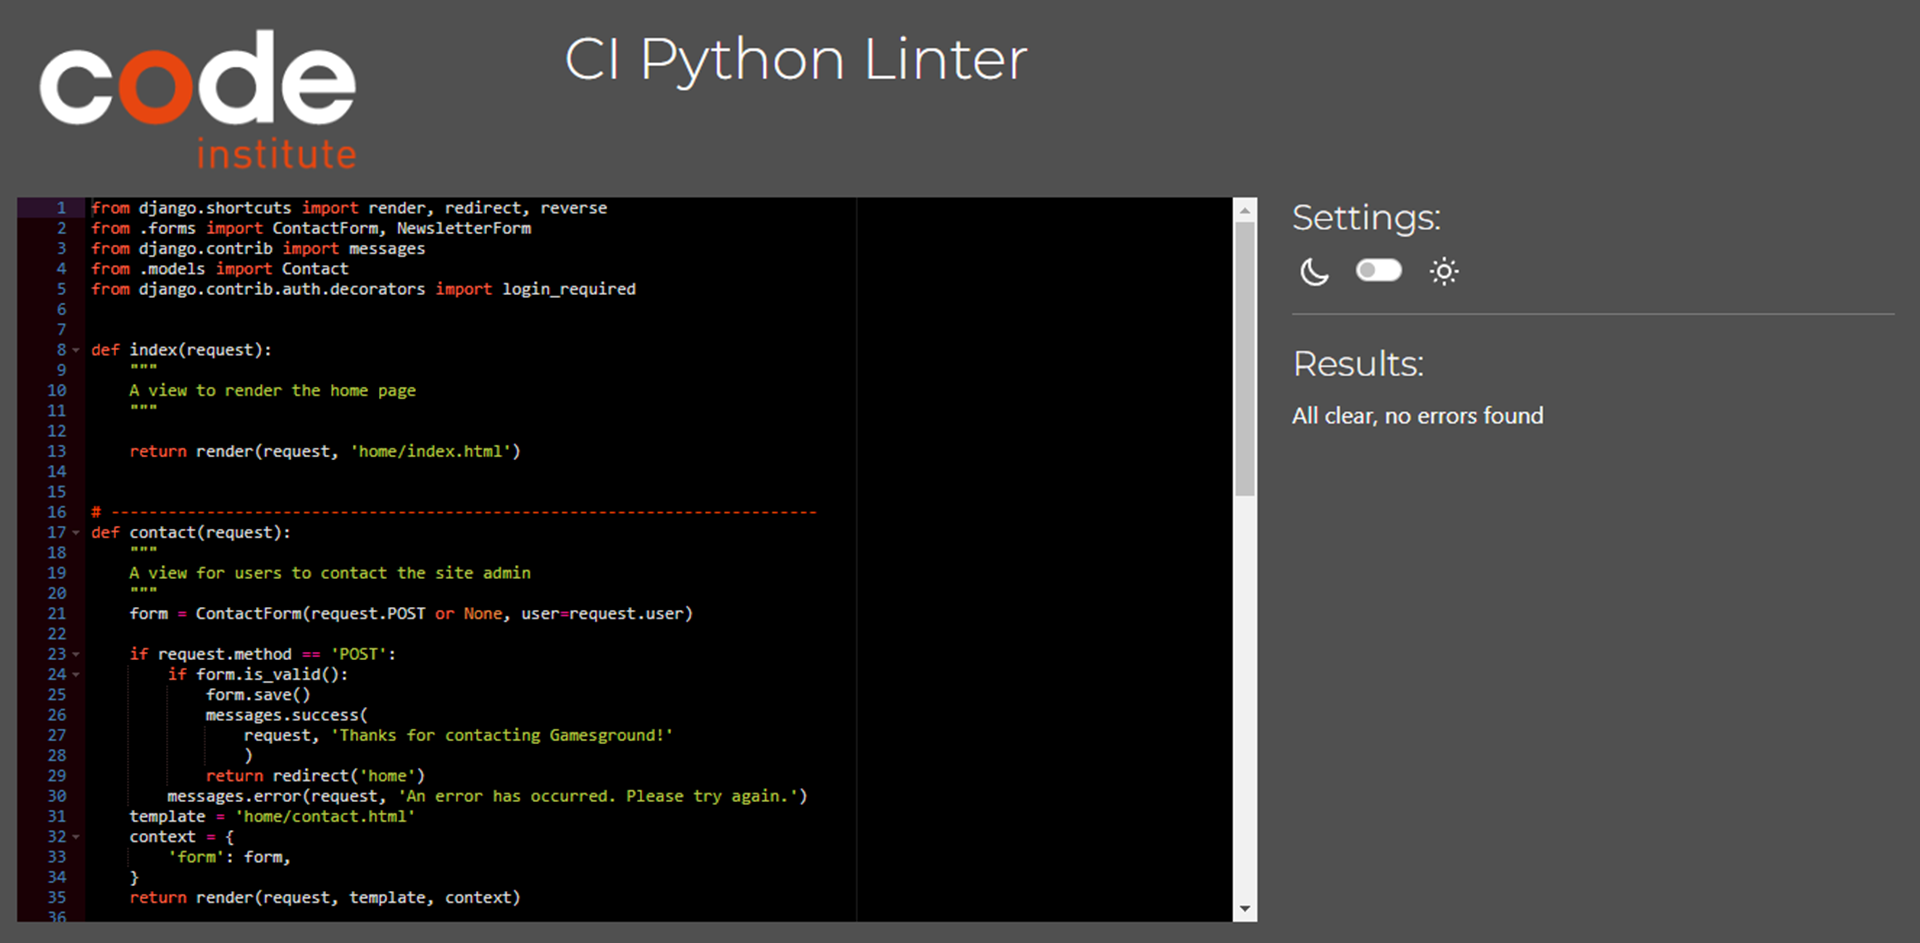 code
institute
CI Python Linter
1 from django.shortcuts import render, redirect, reverse
2 from .forms import ContactForm, NewsletterForm
3 from django.contrib import messages
4 from .models import Contact
5 from django.contrib.auth.decorators import login_required
6
7
8 def index(request):
9     """
10     A view to render the home page
11     """
12
13     return render(request, 'home/index.html')
14
15
16 # --------------------------------------------------------------------------
17 def contact(request):
18     """
19     A view for users to contact the site admin
20     """
21     form = ContactForm(request.POST or None, user=request.user)
22
23     if request.method == 'POST':
24         if form.is_valid():
25             form.save()
26             messages.success(
27                 request, 'Thanks for contacting Gamesground!'
28                 )
29             return redirect('home')
30         messages.error(request, 'An error has occurred. Please try again.')
31     template = 'home/contact.html'
32     context = {
33         'form': form,
34     }
35     return render(request, template, context)
36
Settings:
Results:
All clear, no errors found